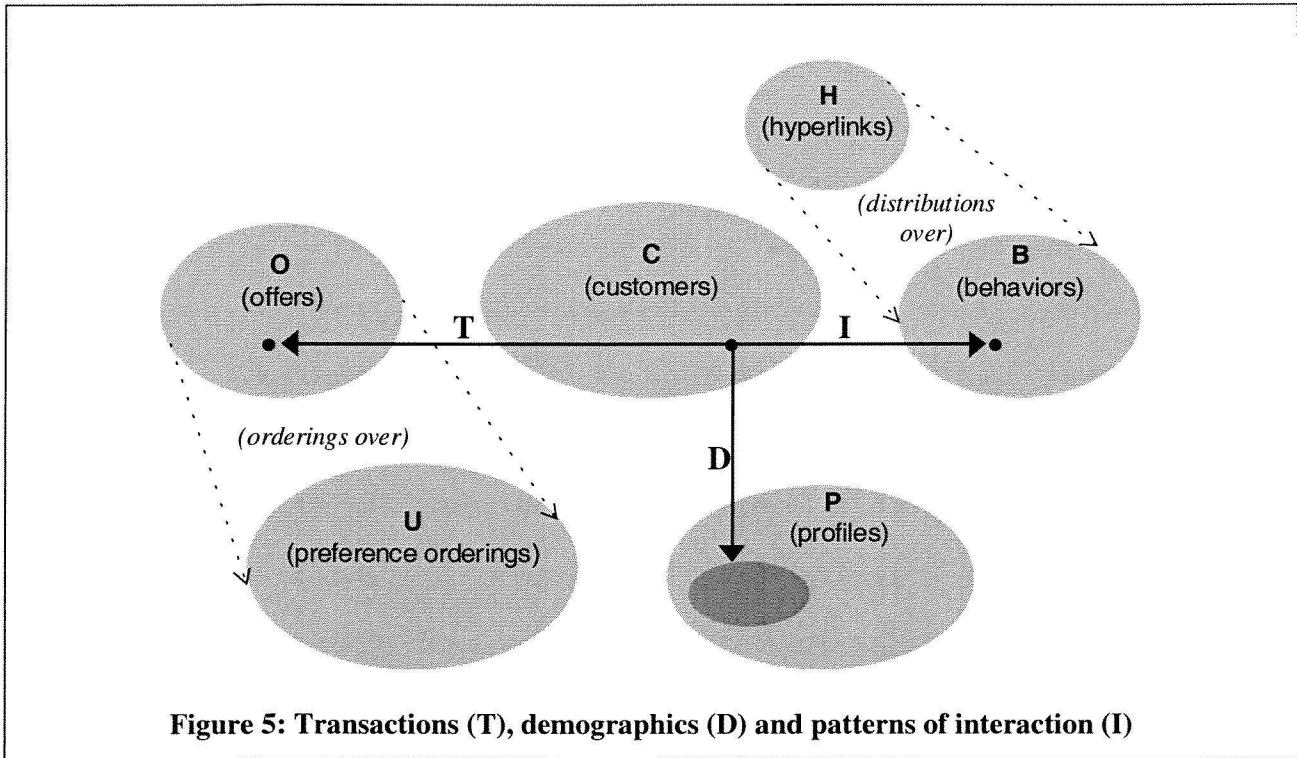 H
(hyperlinks)
(distributions
over)
O
(offers)
C
(customers)
B
(behaviors)
T
I
(orderings over)
D
U
(preference orderings)
P
(profiles)
Figure 5: Transactions (T), demographics (D) and patterns of interaction (I)